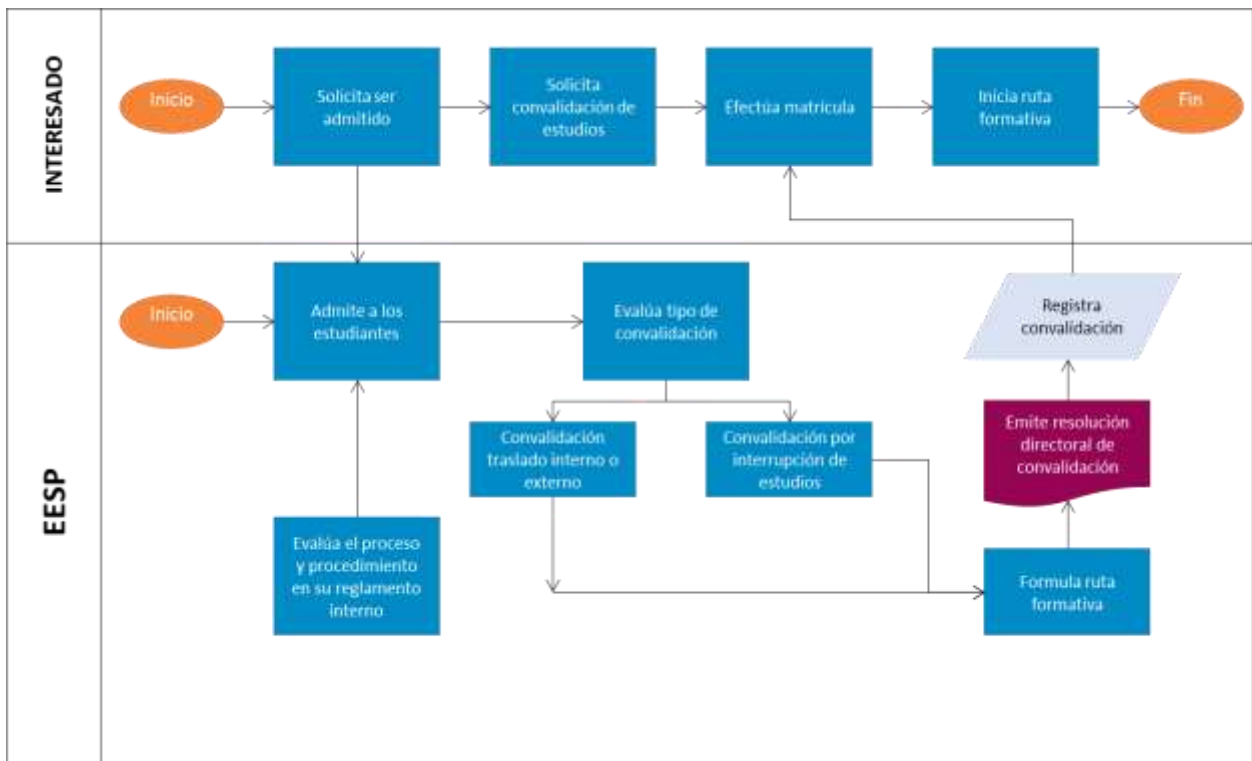 INTERESADO
Inicio
Solicita ser
admitido
Solicita
convalidación de
estudios
Efectúa matrícula
Inicia ruta
formativa
Fin
EESP
Inicio
Admite a los
estudiantes
Evalúa tipo de
convalidación
Registra
convalidación
Convalidación
traslado interno o
externo
Convalidación por
interrupción de
estudios
Emite resolución
directoral de
convalidación
Evalúa el proceso
y procedimiento
en su reglamento
interno
Formula ruta
formativa